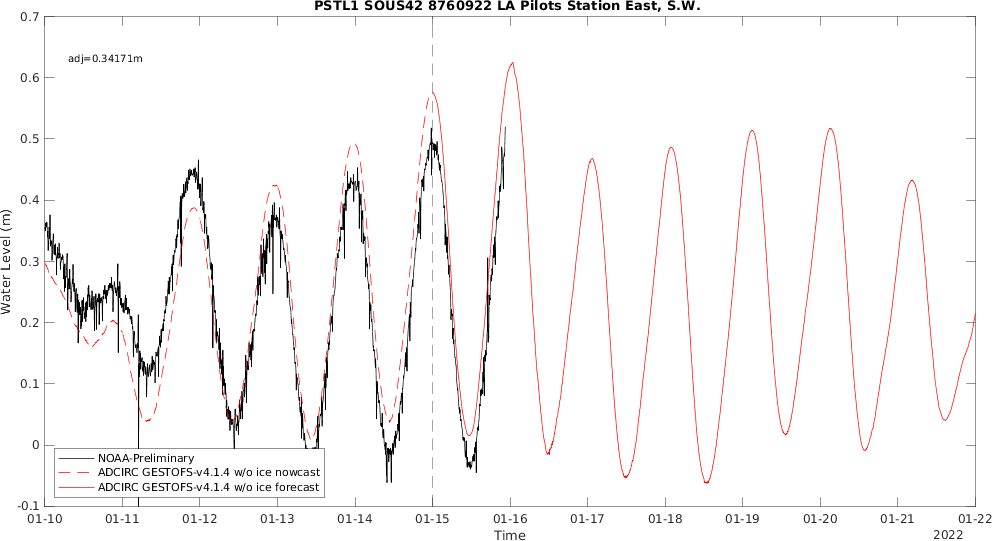 PSTL1 SOUS42 8760922 LA Pilots Station East, S.W.
0.7
0.6
0.5
0.4
0.3
0.2
0.1
0
-0.1
Water Level (m)
adj=0.34171m
NOAA-Preliminary
ADCIRC GESTOFS-v4.1.4 w/o ice nowcast
ADCIRC GESTOFS-v4.1.4 w/o ice forecast
01-10 01-11 01-12 01-13 01-14 01-15 01-16 01-17 01-18 01-19 01-20 01-21 01-22
Time
2022